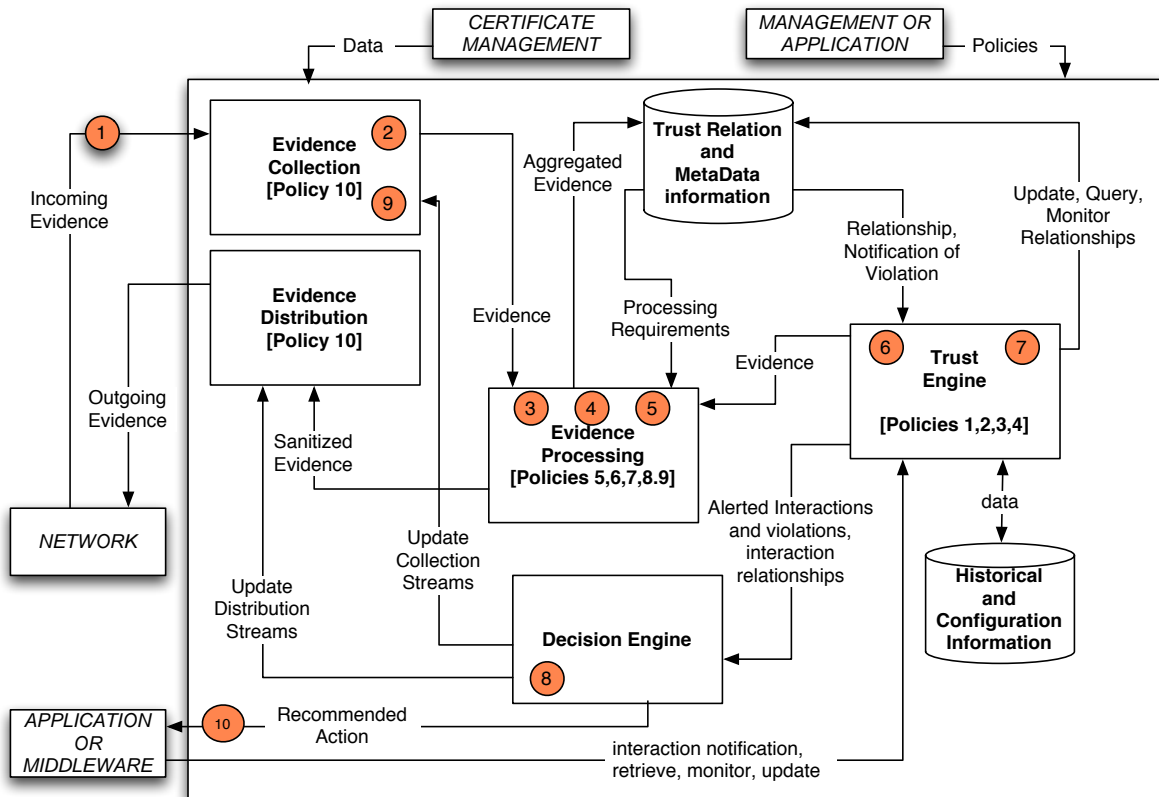 CERTIFICATE
MANAGEMENT
Data
MANAGEMENT OR
APPLICATION
Policies
1
Incoming
Evidence
2
Evidence
Collection
[Policy 10]
9
Aggregated
Evidence
Trust Relation
and
MetaData
information
Update, Query,
Monitor
Relationships
Relationship,
Notification of
Violation
Evidence
Distribution
[Policy 10]
Evidence
Processing
Requirements
Evidence
6
7
Trust
Engine
[Policies 1,2,3,4]
Outgoing
Evidence
Sanitized
Evidence
3
4
5
Evidence
Processing
[Policies 5,6,7,8.9]
NETWORK
Update
Collection
Streams
Update
Distribution
Streams
Alerted Interactions
and violations,
interaction
relationships
data
Historical
and
Configuration
Information
Decision Engine
8
APPLICATION
OR
MIDDLEWARE
10
Recommended
Action
interaction notification,
retrieve, monitor, update